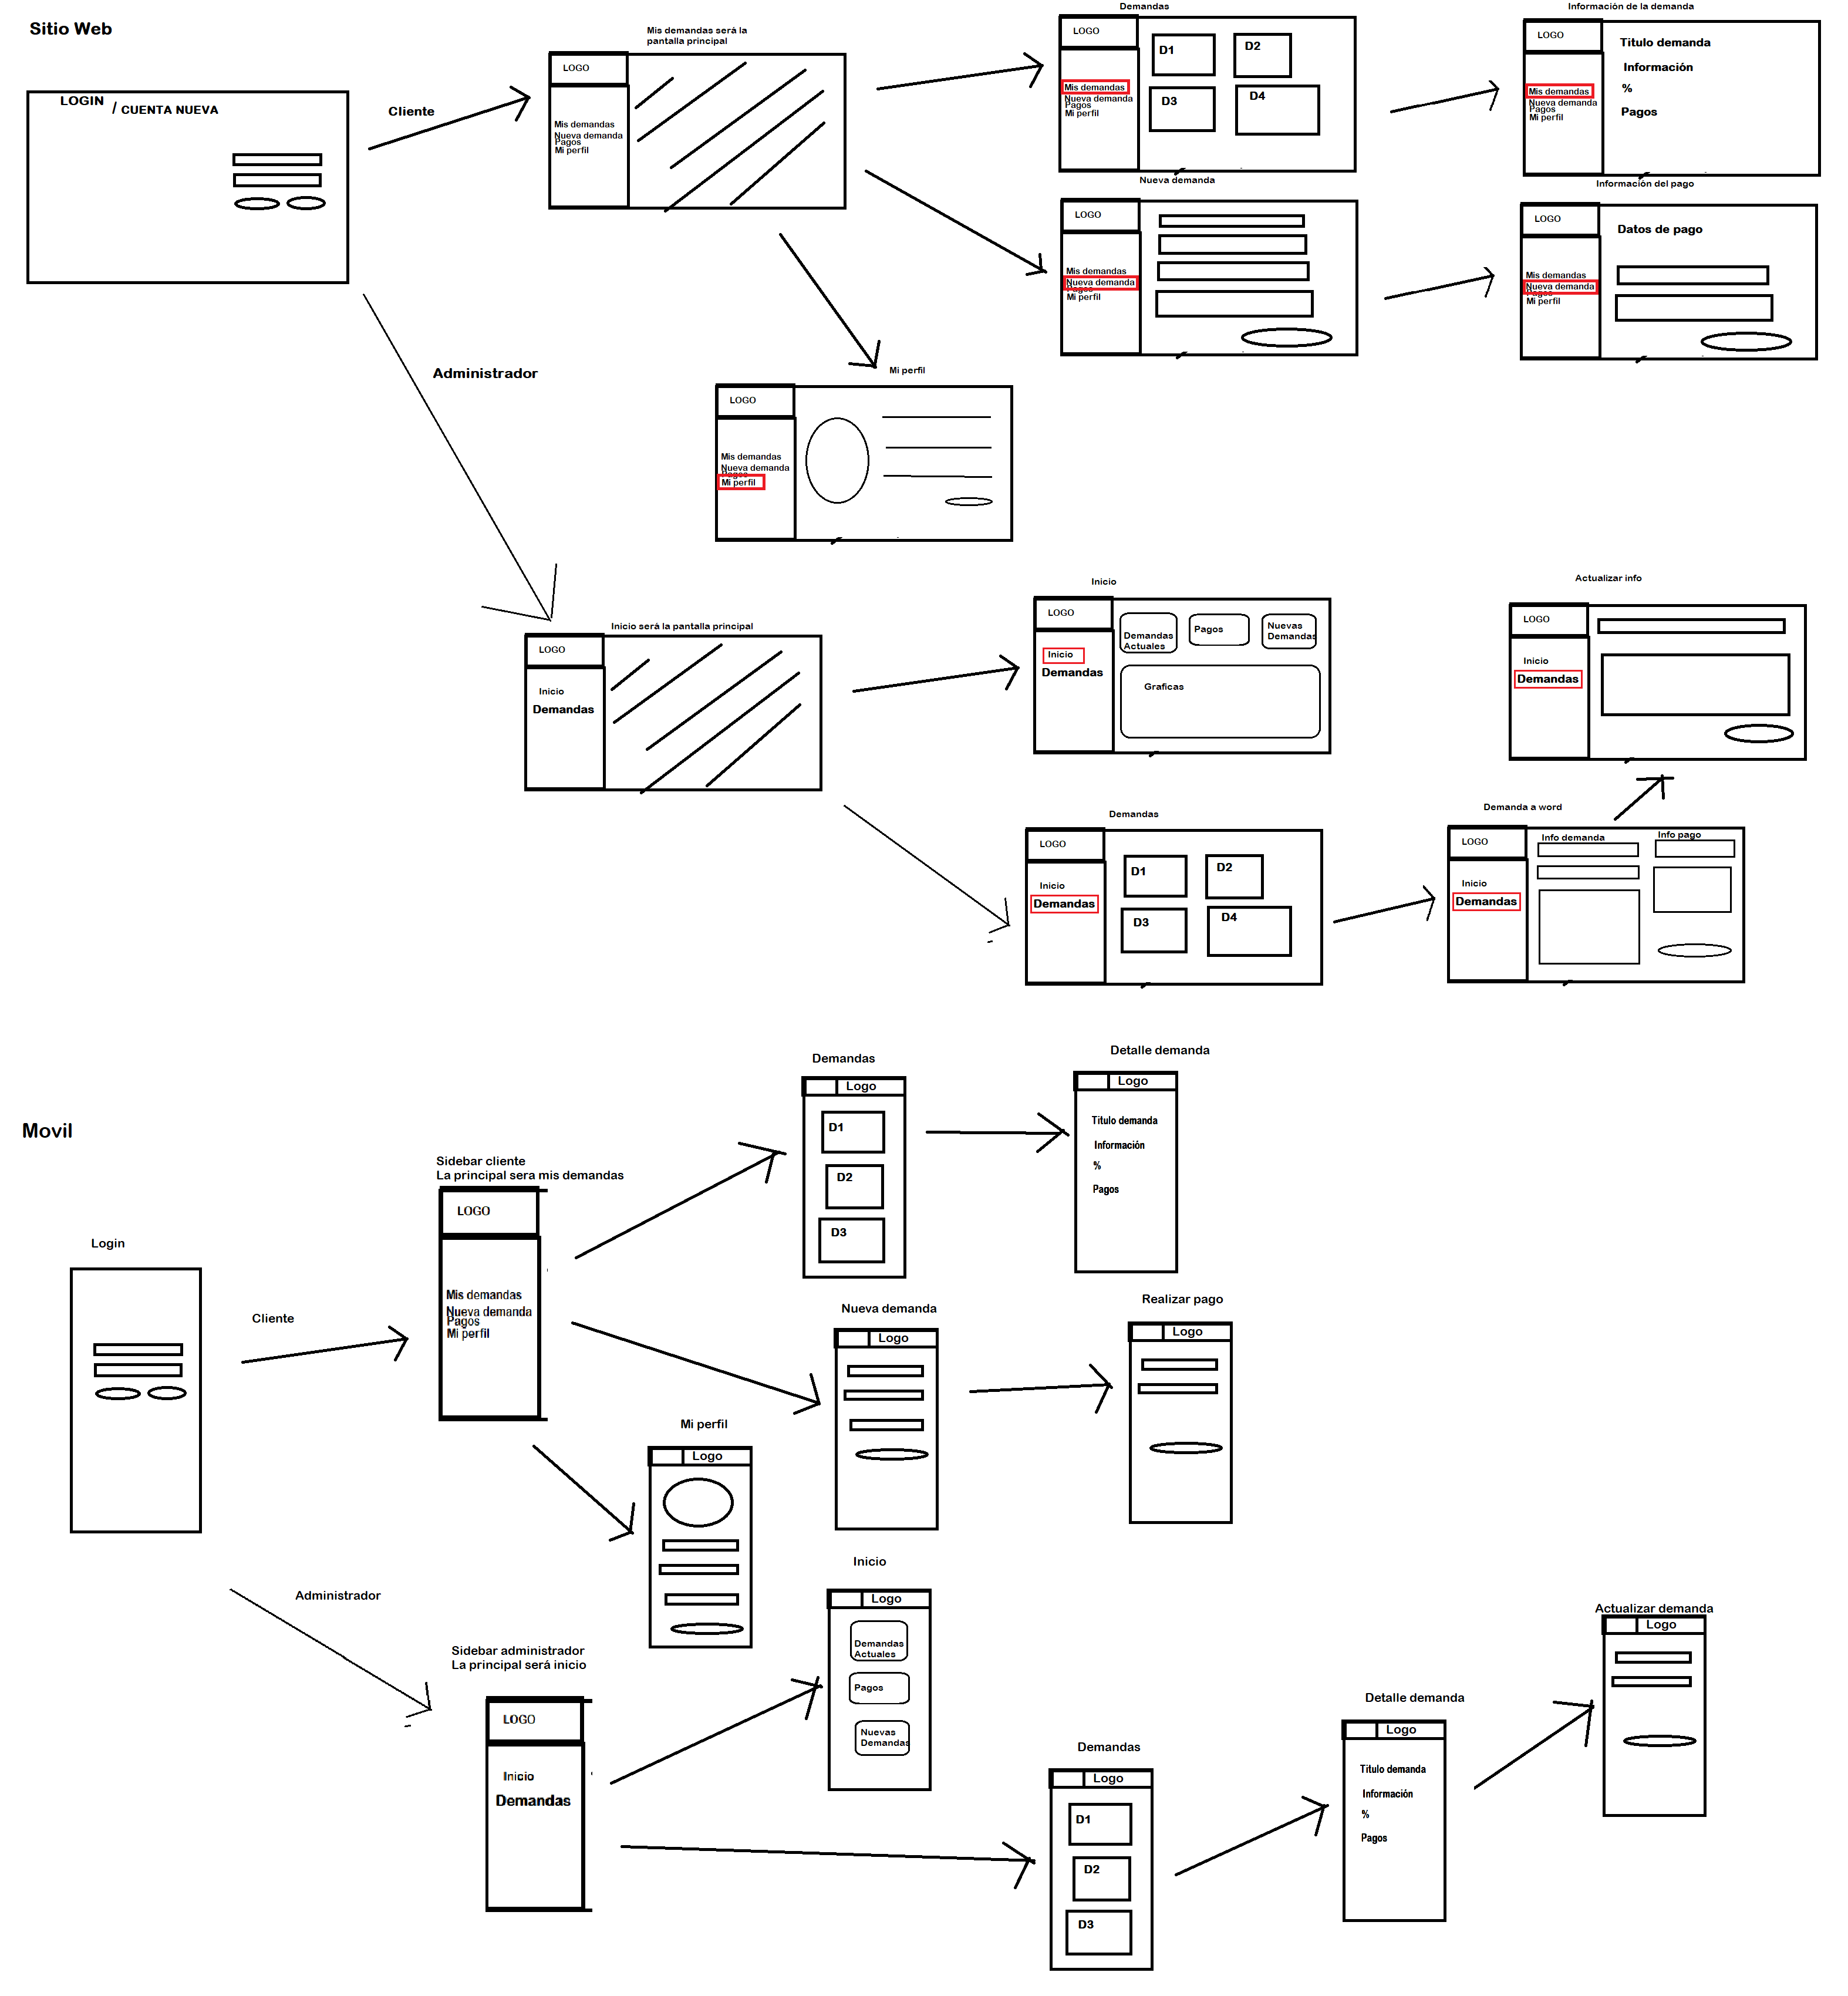 Sitio Web
LOGIN / CUENTA NUEVA
Cliente
Mis demandas será la
pantalla principal
LOGO
Mis demandas
Nueva demanda
Pagos
Mi perfil
Demandas
LOGO
Mis demandas
Nueva demanda
Pagos
Mi perfil
D1
D2
D3
D4
Información de la demanda
LOGO
Mis demandas
Nueva demanda
Pagos
Mi perfil
Titulo demanda
Información
%
Pagos
Nueva demanda
LOGO
Mis demandas
Nueva demanda
Pagos
Mi perfil
Información del pago
LOGO
Mis demandas
Nueva demanda
Pagos
Mi perfil
Datos de pago
Mi perfil
LOGO
Mis demandas
Nueva demanda
Pagos
Mi perfil
Administrador
Inicio será la pantalla principal
LOGO
Inicio
Demandas
Inicio
LOGO
Inicio
Demandas
Demandas
Actuales
Pagos
Nuevas
Demandas
Graficas
Actualizar info
LOGO
Inicio
Demandas
Demandas
LOGO
Inicio
Demandas
D1
D2
D3
D4
Demanda a word
LOGO
Inicio
Demandas
Info demanda
Info pago
Movil
Login
Cliente
Sidebar cliente
La principal sera mis demandas
LOGO
Mis demandas
Nueva demanda
Pagos
Mi perfil
Demandas
Logo
D1
D2
D3
Detalle demanda
Logo
Titulo demanda
Información
%
Pagos
Nueva demanda
Logo
Realizar pago
Logo
Mi perfil
Logo
Administrador
Sidebar administrador
La principal será inicio
LOGO
Inicio
Demandas
Inicio
Logo
Demandas
Actuales
Pagos
Nuevas
Demandas
Demandas
Logo
D1
D2
D3
Detalle demanda
Logo
Titulo demanda
Información
%
Pagos
Actualizar demanda
Logo